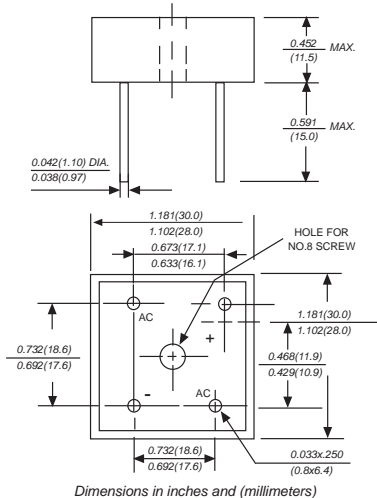 0.452
(11.5)
MAX.
0.591
(15.0)
MAX.
0.042(1.10) DIA.
0.038(0.97)
1.181(30.0)
1.102(28.0)
0.673(17.1)
0.633(16.1)
HOLE FOR
NO.8 SCREW
AC
+
1.181(30.0)
1.102(28.0)
0.732(18.6)
0.692(17.6)
0.468(11.9)
0.429(10.9)
-
AC
0.732(18.6)
0.692(17.6)
0.033x.250
(0.8x6.4)
Dimensions in inches and (millimeters)